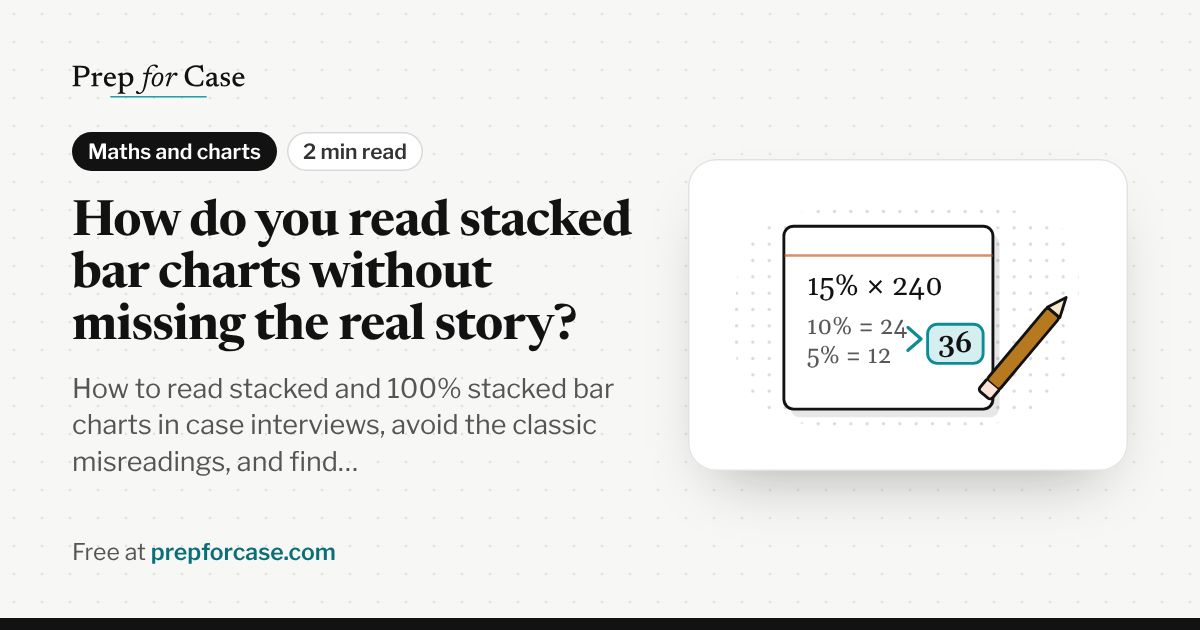 Prep for Case
Maths and charts
2 min read
How do you read stacked
bar charts without
missing the real story?
How to read stacked and 100% stacked bar
charts in case interviews, avoid the classic
misreadings, and find...
Free at prepforcase.com
15% × 240
10% = 24
5% = 12
36